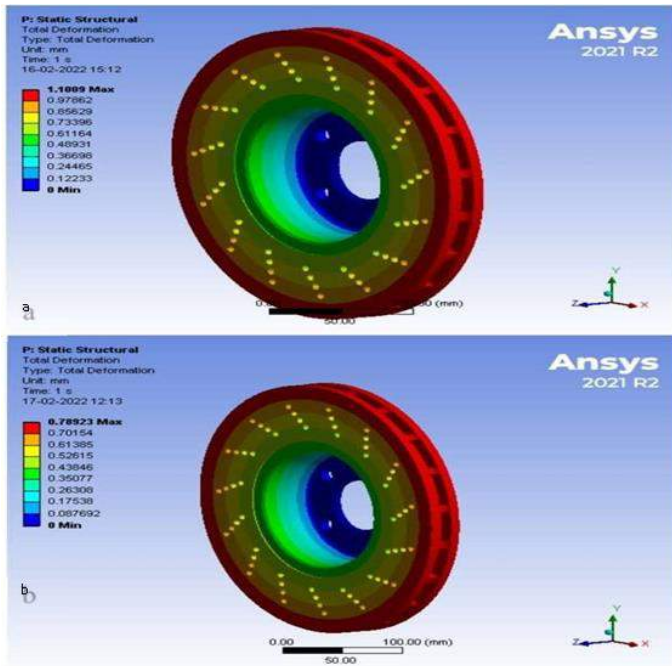 P: Static Structural
Total Deformation
Type: Total Deformation
Unit: mm
Time: 1 s
16-02-2022 15:12
Ansys
2021 R2
1.1009 Max
0.97862
0.85629
0.73396
0.61164
0.48931
0.36698
0.24465
0.12233
0 Min
Y
Z
X
50.00
a
a
P: Static Structural
Total Deformation
Type: Total Deformation
Unit: mm
Time: 1 s
17-02-2022 12:13
Ansys
2021 R2
0.78923 Max
0.70154
0.61385
0.52615
0.43846
0.35077
0.26308
0.17538
0.087692
0 Min
b
b
Y
Z
X
0.00 100.00 (mm)
50.00